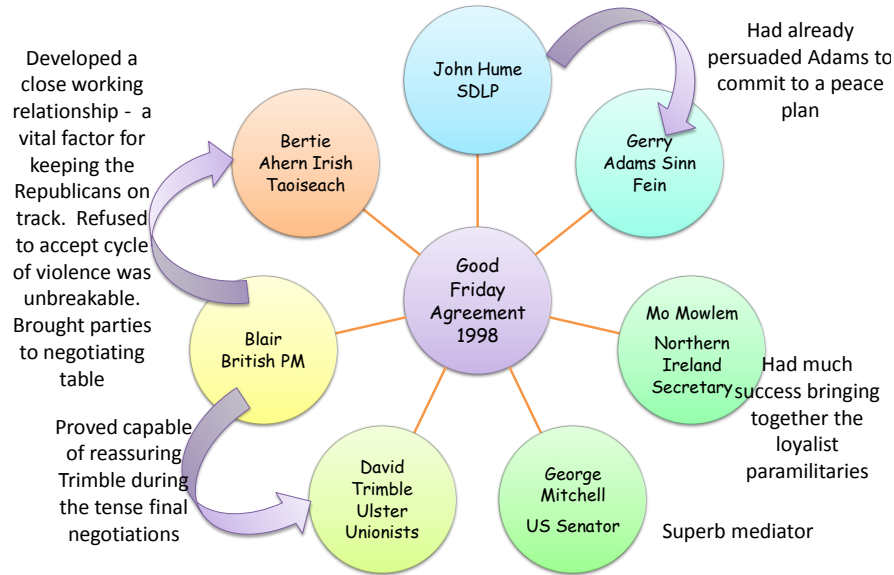 Developed a
close working
relationship - a
vital factor for
keeping the
Republicans on
track. Refused
to accept cycle
of violence was
unbreakable.
Brought parties
to negotiating
table
John Hume
SDLP
Had already
persuaded Adams to
commit to a peace
plan
Bertie
Ahern Irish
Taoiseach
Gerry
Adams Sinn
Fein
Good
Friday
Agreement
1998
Blair
British PM
Mo Mowlem
Northern
Ireland
Secretary
Had much
success bringing
together the
loyalist
paramilitaries
Proved capable
of reassuring
Trimble during
the tense final
negotiations
David
Trimble
Ulster
Unionists
George
Mitchell
US Senator
Superb mediator